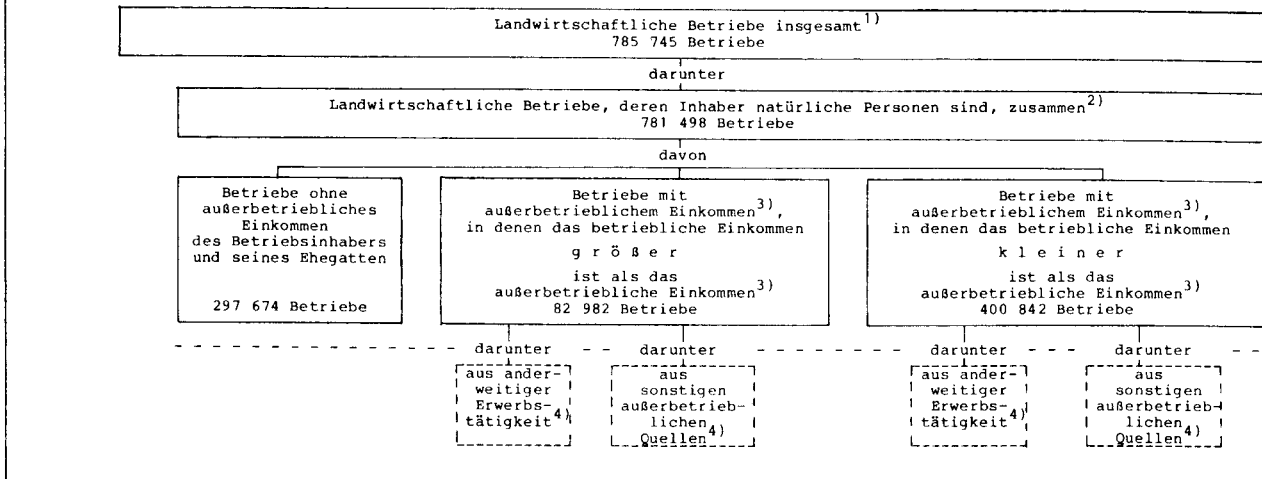 Landwirtschaftliche Betriebe insgesamt1)
785 745 Betriebe
darunter
Landwirtschaftliche Betriebe, deren Inhaber natürliche Personen sind, zusammen2)
781 498 Betriebe
davon
Betriebe ohne
außerbetriebliches
Einkommen
des Betriebsinhabers
und seines Ehegatten
297 674 Betriebe
Betriebe mit
außerbetrieblichem Einkommen3),
in denen das betriebliche Einkommen
g r ö ß e r
ist als das
außerbetriebliche Einkommen3)
82 982 Betriebe
Betriebe mit
außerbetrieblichem Einkommen3),
in denen das betriebliche Einkommen
k l e i n e r
ist als das
außerbetriebliche Einkommen3)
400 842 Betriebe
darunter
aus ander-
weitiger
Erwerbs-
tätigkeit4)
darunter
aus
sonstigen
außerbetrieb-
lichen
Quellen4)
darunter
aus ander-
weitiger
Erwerbs-
tätigkeit4)
darunter
aus
sonstigen
außerbetrieb-
lichen
Quellen4)